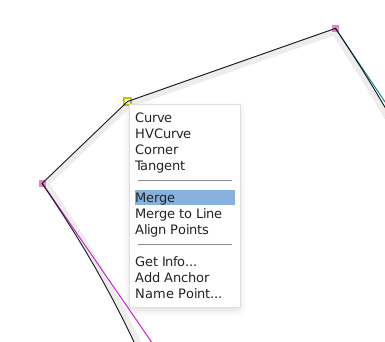 Curve
HVCurve
Corner
Tangent
Merge
Merge to Line
Align Points
Get Info...
Add Anchor
Name Point...